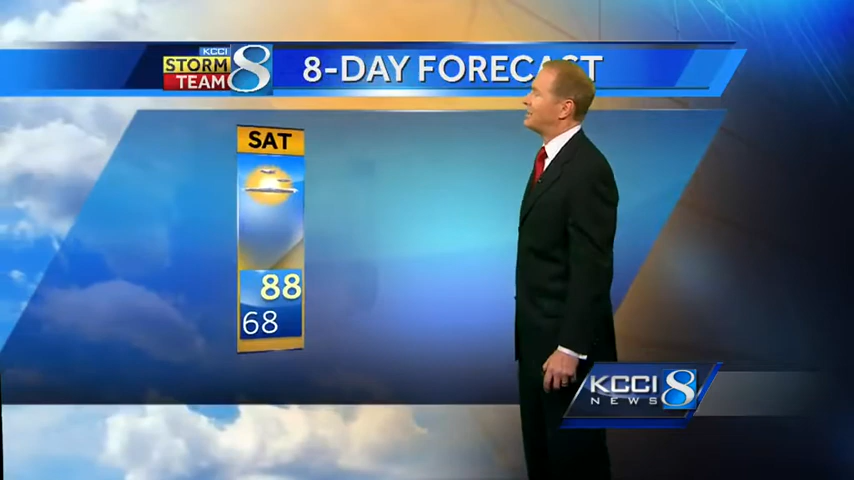 KCCI
STORM
TEAM
8
8-DAY FORECAST
SAT
88
68
KCCI 8
NEWS